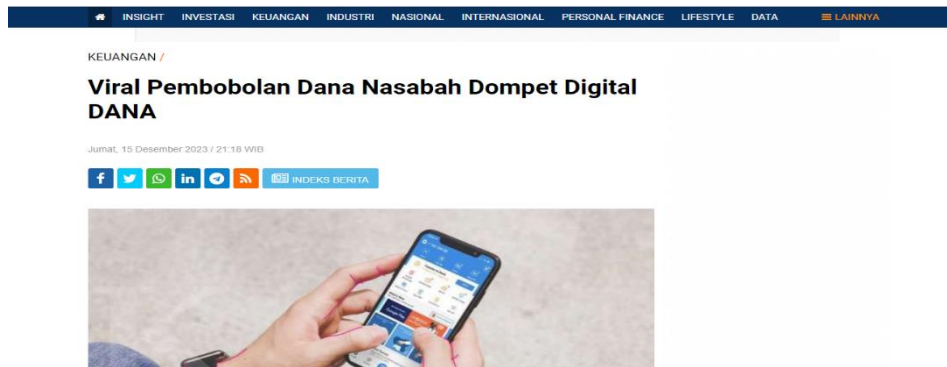 INSIGHT INVESTASI KEUANGAN INDUSTRI NASIONAL INTERNASIONAL PERSONAL FINANCE LIFESTYLE DATA LAINNYA
KEUANGAN /
Viral Pembobolan Dana Nasabah Dompet Digital
DANA
Jumat, 15 Desember 2023 / 21:18 WIB
INDEKS BERITA